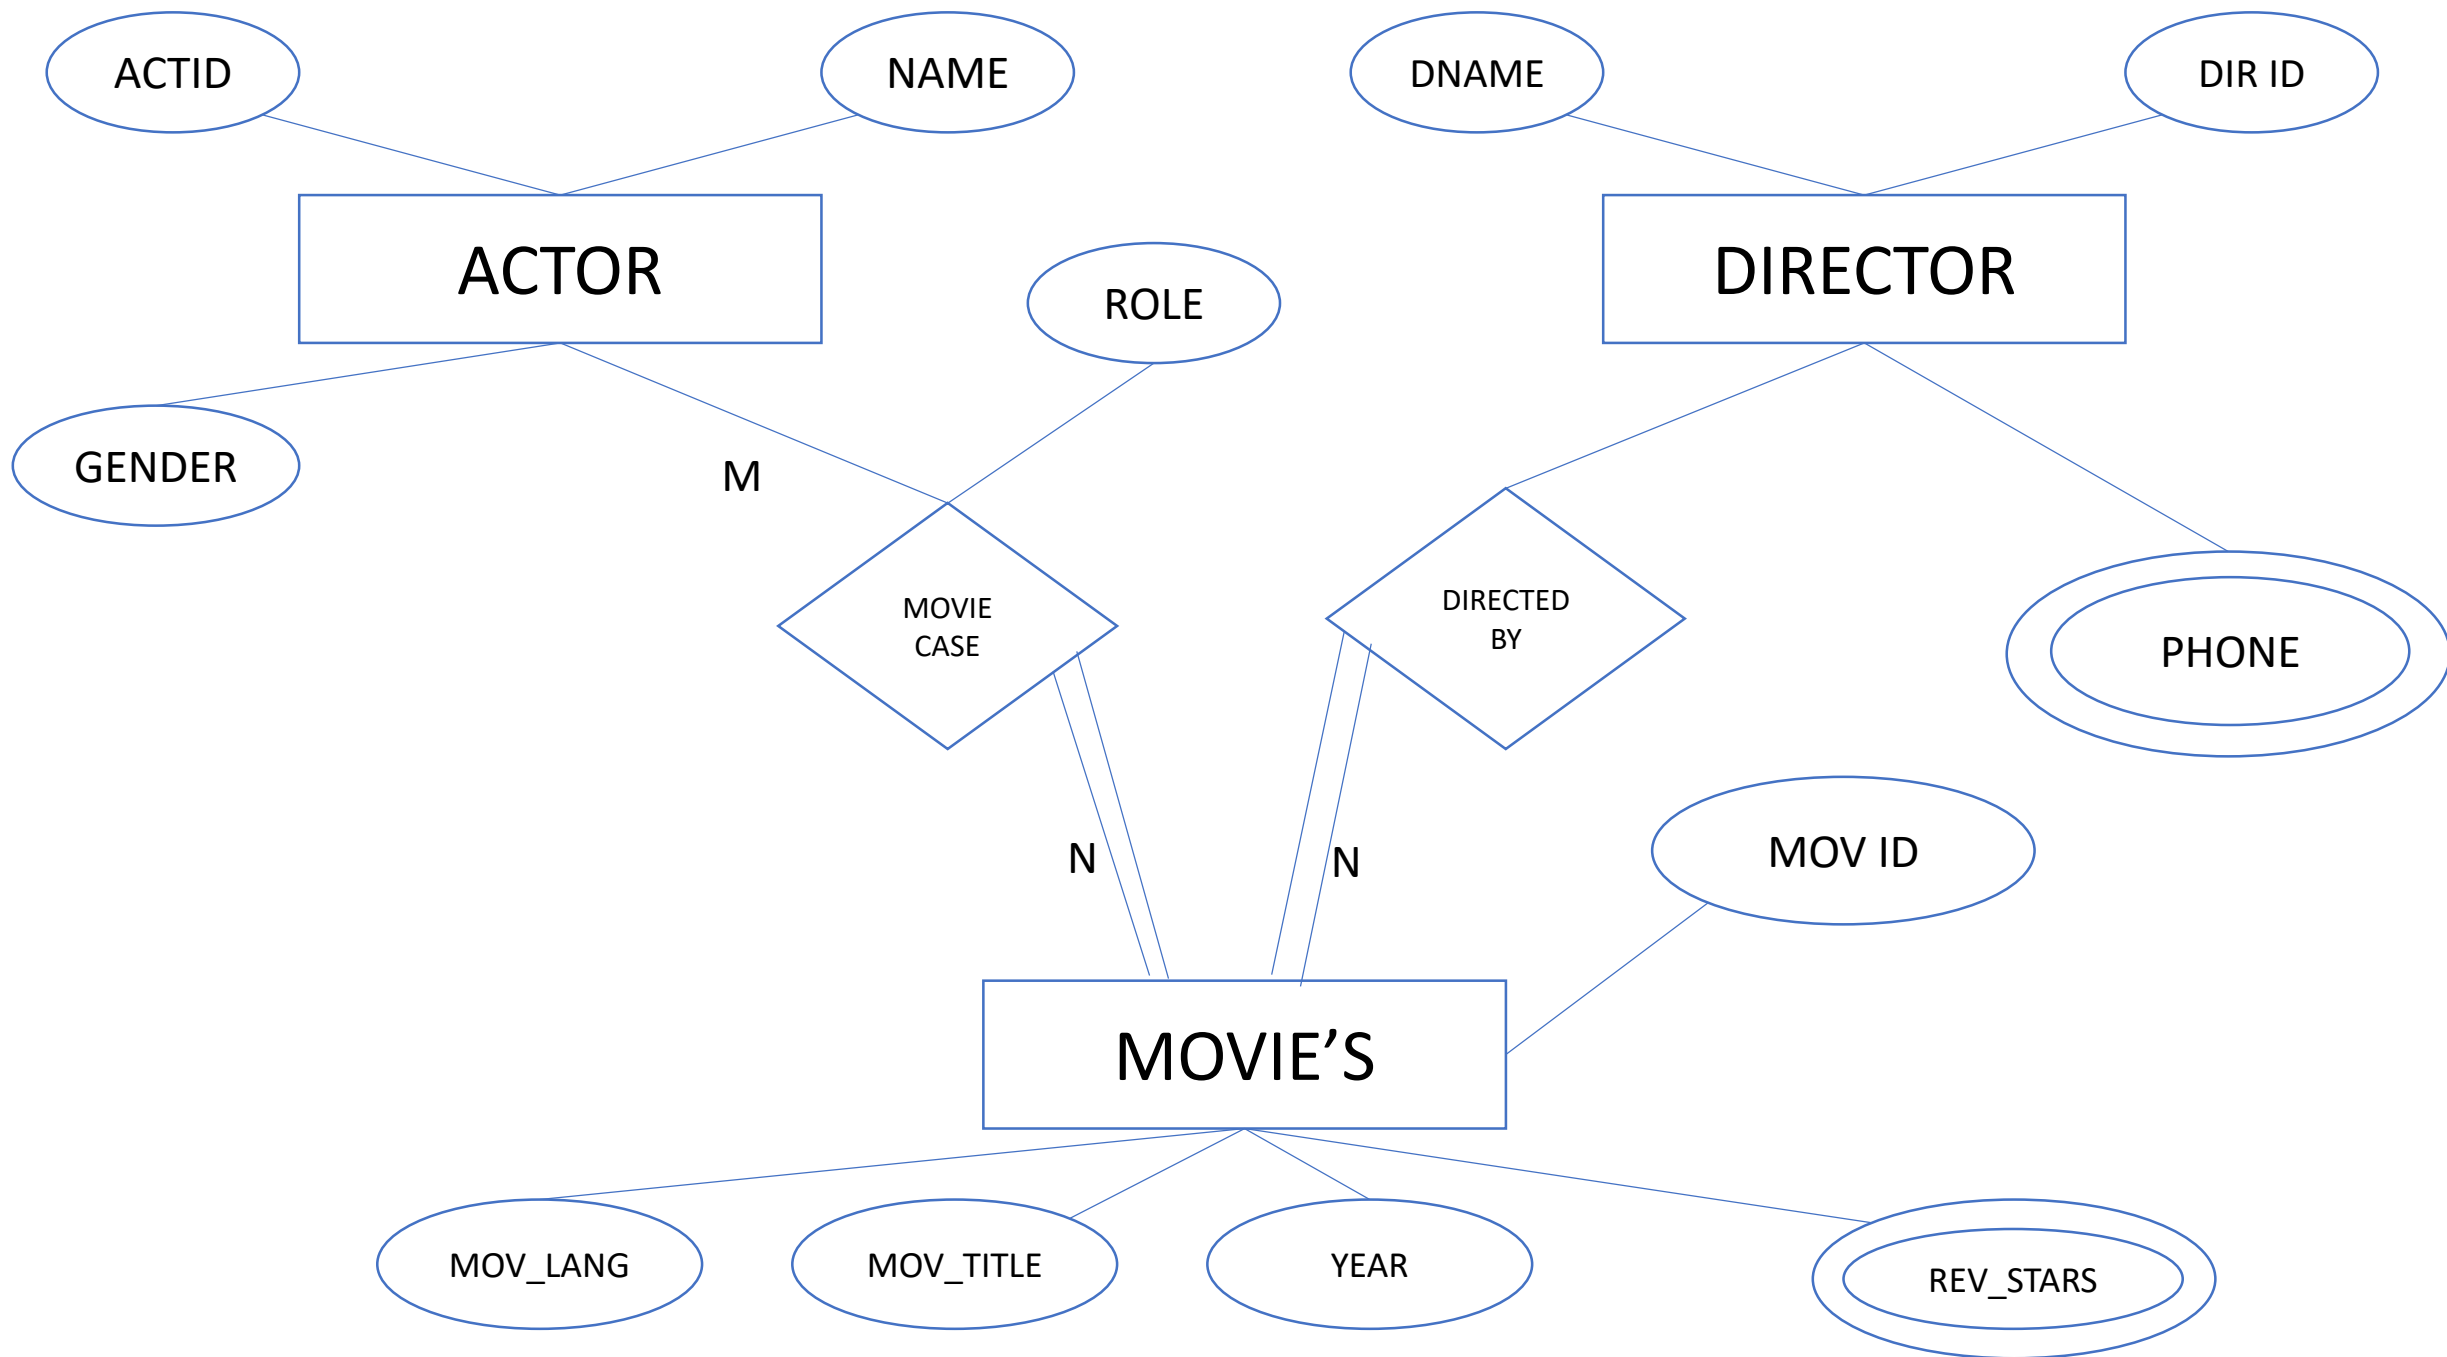 ACTID
NAME
DNAME
DIR ID
ACTOR
DIRECTOR
ROLE
GENDER
M
MOVIE
CASE
DIRECTED
BY
PHONE
N
N
MOV ID
MOVIE’S
MOV_LANG
MOV_TITLE
YEAR
REV_STARS